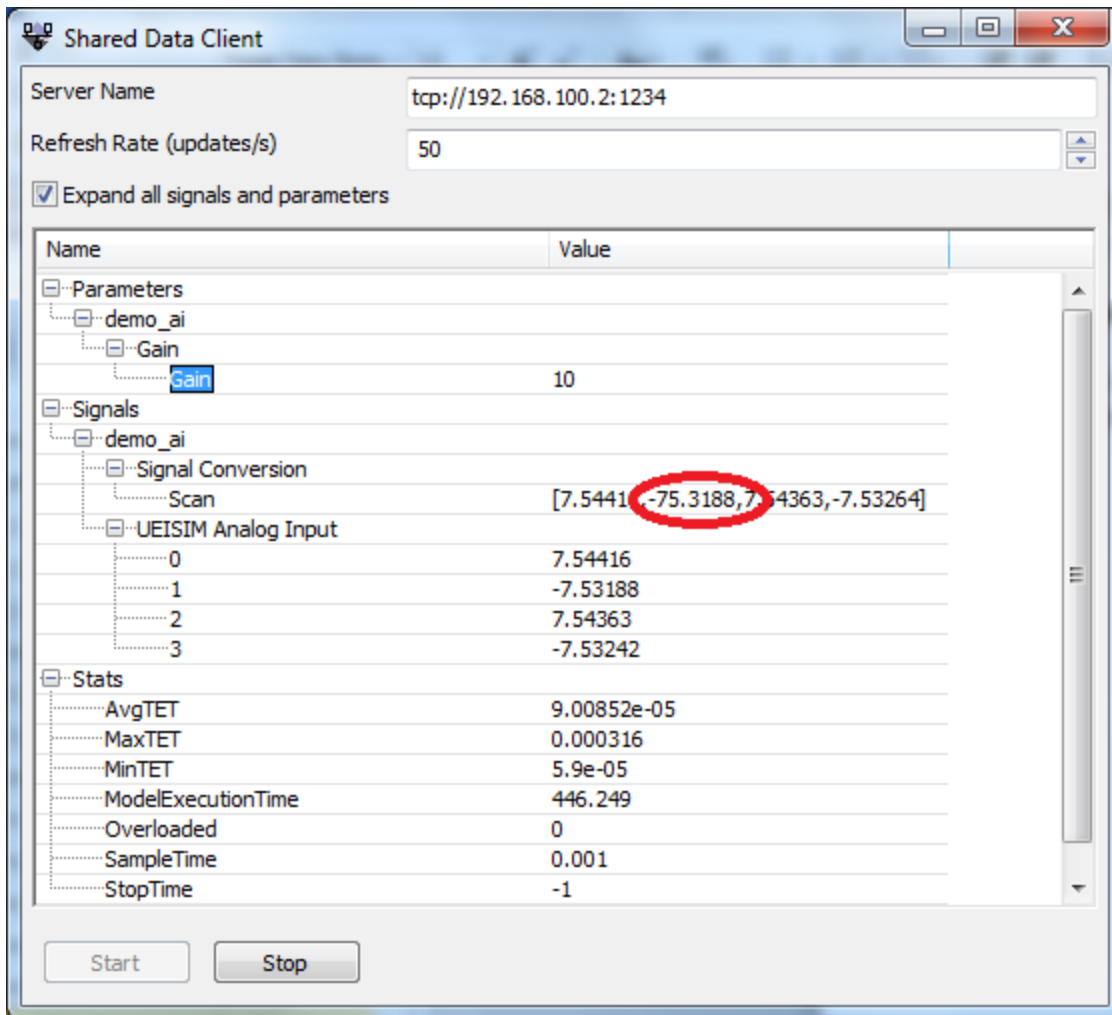 Shared Data Client
Server Name tcp://192.168.100.2:1234
Refresh Rate (updates/s) 50
Expand all signals and parameters
Name Value
Parameters
demo_ai
Gain
Gain 10
Signals
demo_ai
Signal Conversion
Scan [7.5441 ,-75.3188,7.54363,-7.53264]
UEISIM Analog Input
0 7.54416
1 -7.53188
2 7.54363
3 -7.53242
Stats
AvgTET 9.00852e-05
MaxTET 0.000316
MinTET 5.9e-05
ModelExecutionTime 446.249
Overloaded 0
SampleTime 0.001
StopTime -1
Start Stop